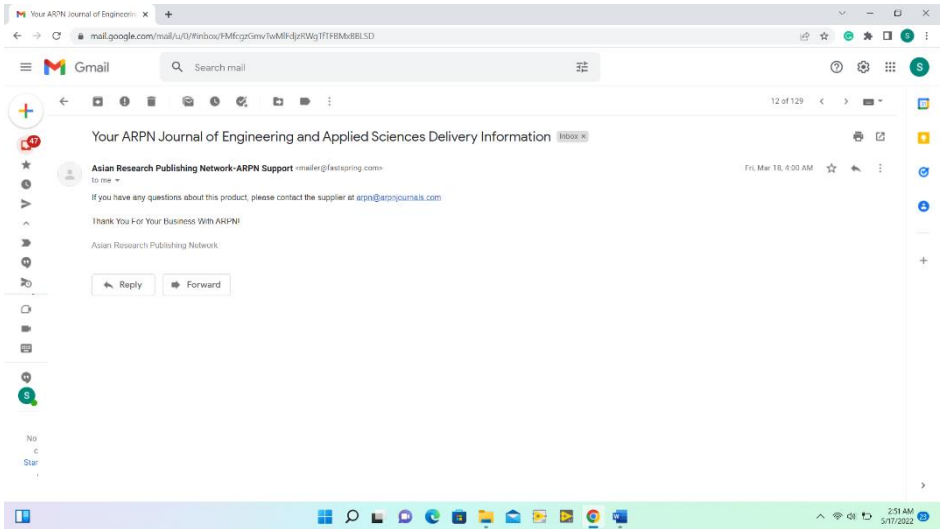 Your ARPN Journal of Engineerin
mail.google.com/mail/u/0/#inbox/
S
Gmail
Search mail
S
12 of 129
47
Your ARPN Journal of Engineering and Applied Sciences Delivery Information Inbox ×
Asian Research Publishing Network-ARPN Support <mailer@fastspring.com>
Fri, Mar 18, 4:00 AM
to me
If you have any questions about this product, please contact the supplier at arpn@arpnjournals.com
Thank You For Your Business With ARPN!
Asian Research Publishing Network
Reply
Forward
S
No
c
Star
2:51 AM
5/17/2022